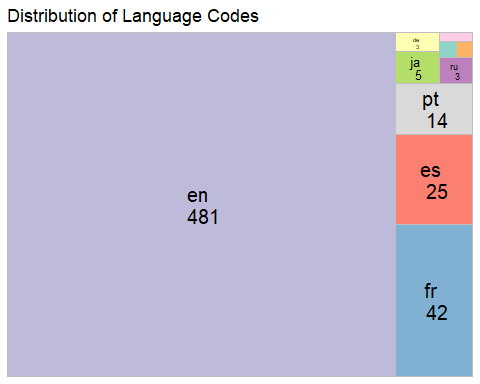 Distribution of Language Codes
en
481
de
3
ja
5
ru
3
pt
14
es
25
fr
42